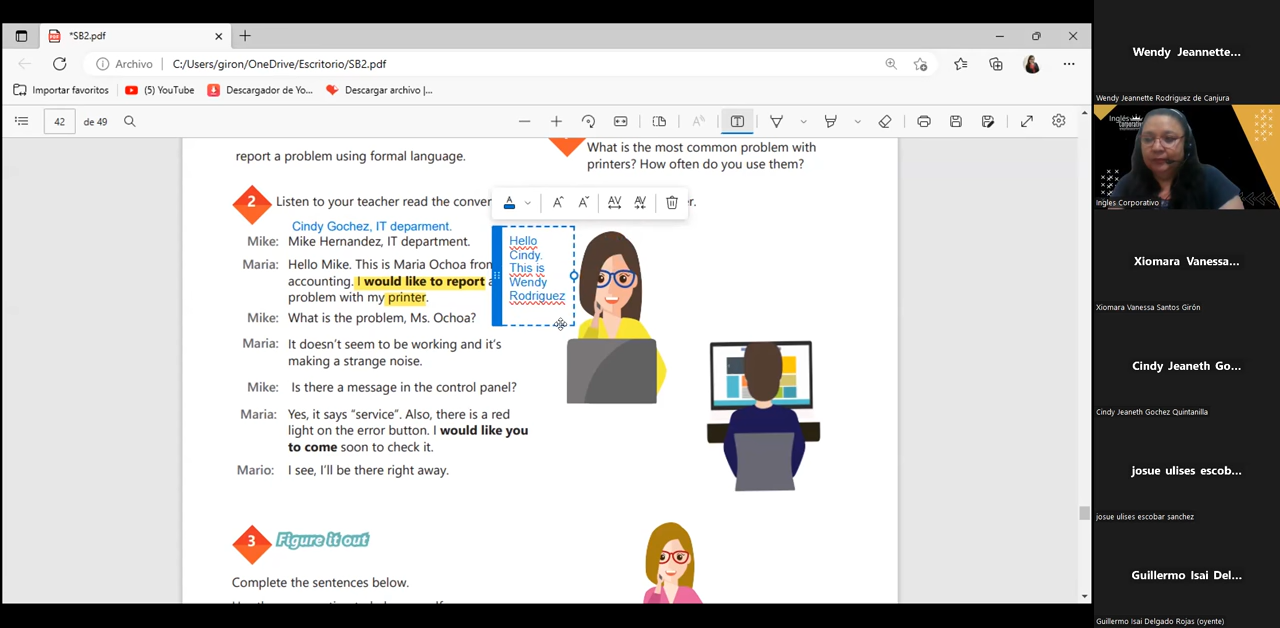 *SB2.pdf
Archivo
C:/Users/giron/OneDrive/Escritorio/SB2.pdf
Importar favoritos
(5) YouTube
Descargador de Yo...
Descargar archivo |...
42
de 49
report a problem using formal language.
What is the most common problem with
printers? How often do you use them?
2
Listen to your teacher read the conver
er.
Cindy Gochez, IT deparment.
Mike: Mike Hernandez, IT department.
Maria: Hello Mike. This is Maria Ochoa from
accounting. I would like to report a
problem with my printer.
Hello
Cindy.
This is
Wendy
Rodriguez
Mike: What is the problem, Ms. Ochoa?
Maria: It doesn't seem to be working and it's
making a strange noise.
Mike: Is there a message in the control panel?
Maria: Yes, it says "service". Also, there is a red
light on the error button. I would like you
to come soon to check it.
Mario: I see, I'll be there right away.
3
Figure it out
Complete the sentences below.
Wendy Jeannette...
Wendy Jeannette Rodriguez de Canjura
Inglés
Corporativo
Ingles Corporativo
Xiomara Vanessa...
Xiomara Vanessa Santos Girón
Cindy Jeaneth Go...
Cindy Jeaneth Gochez Quintanilla
josue ulises escob...
josue ulises escobar sanchez
Guillermo Isai Del...
Guillermo Isai Delgado Rojas (oyente)